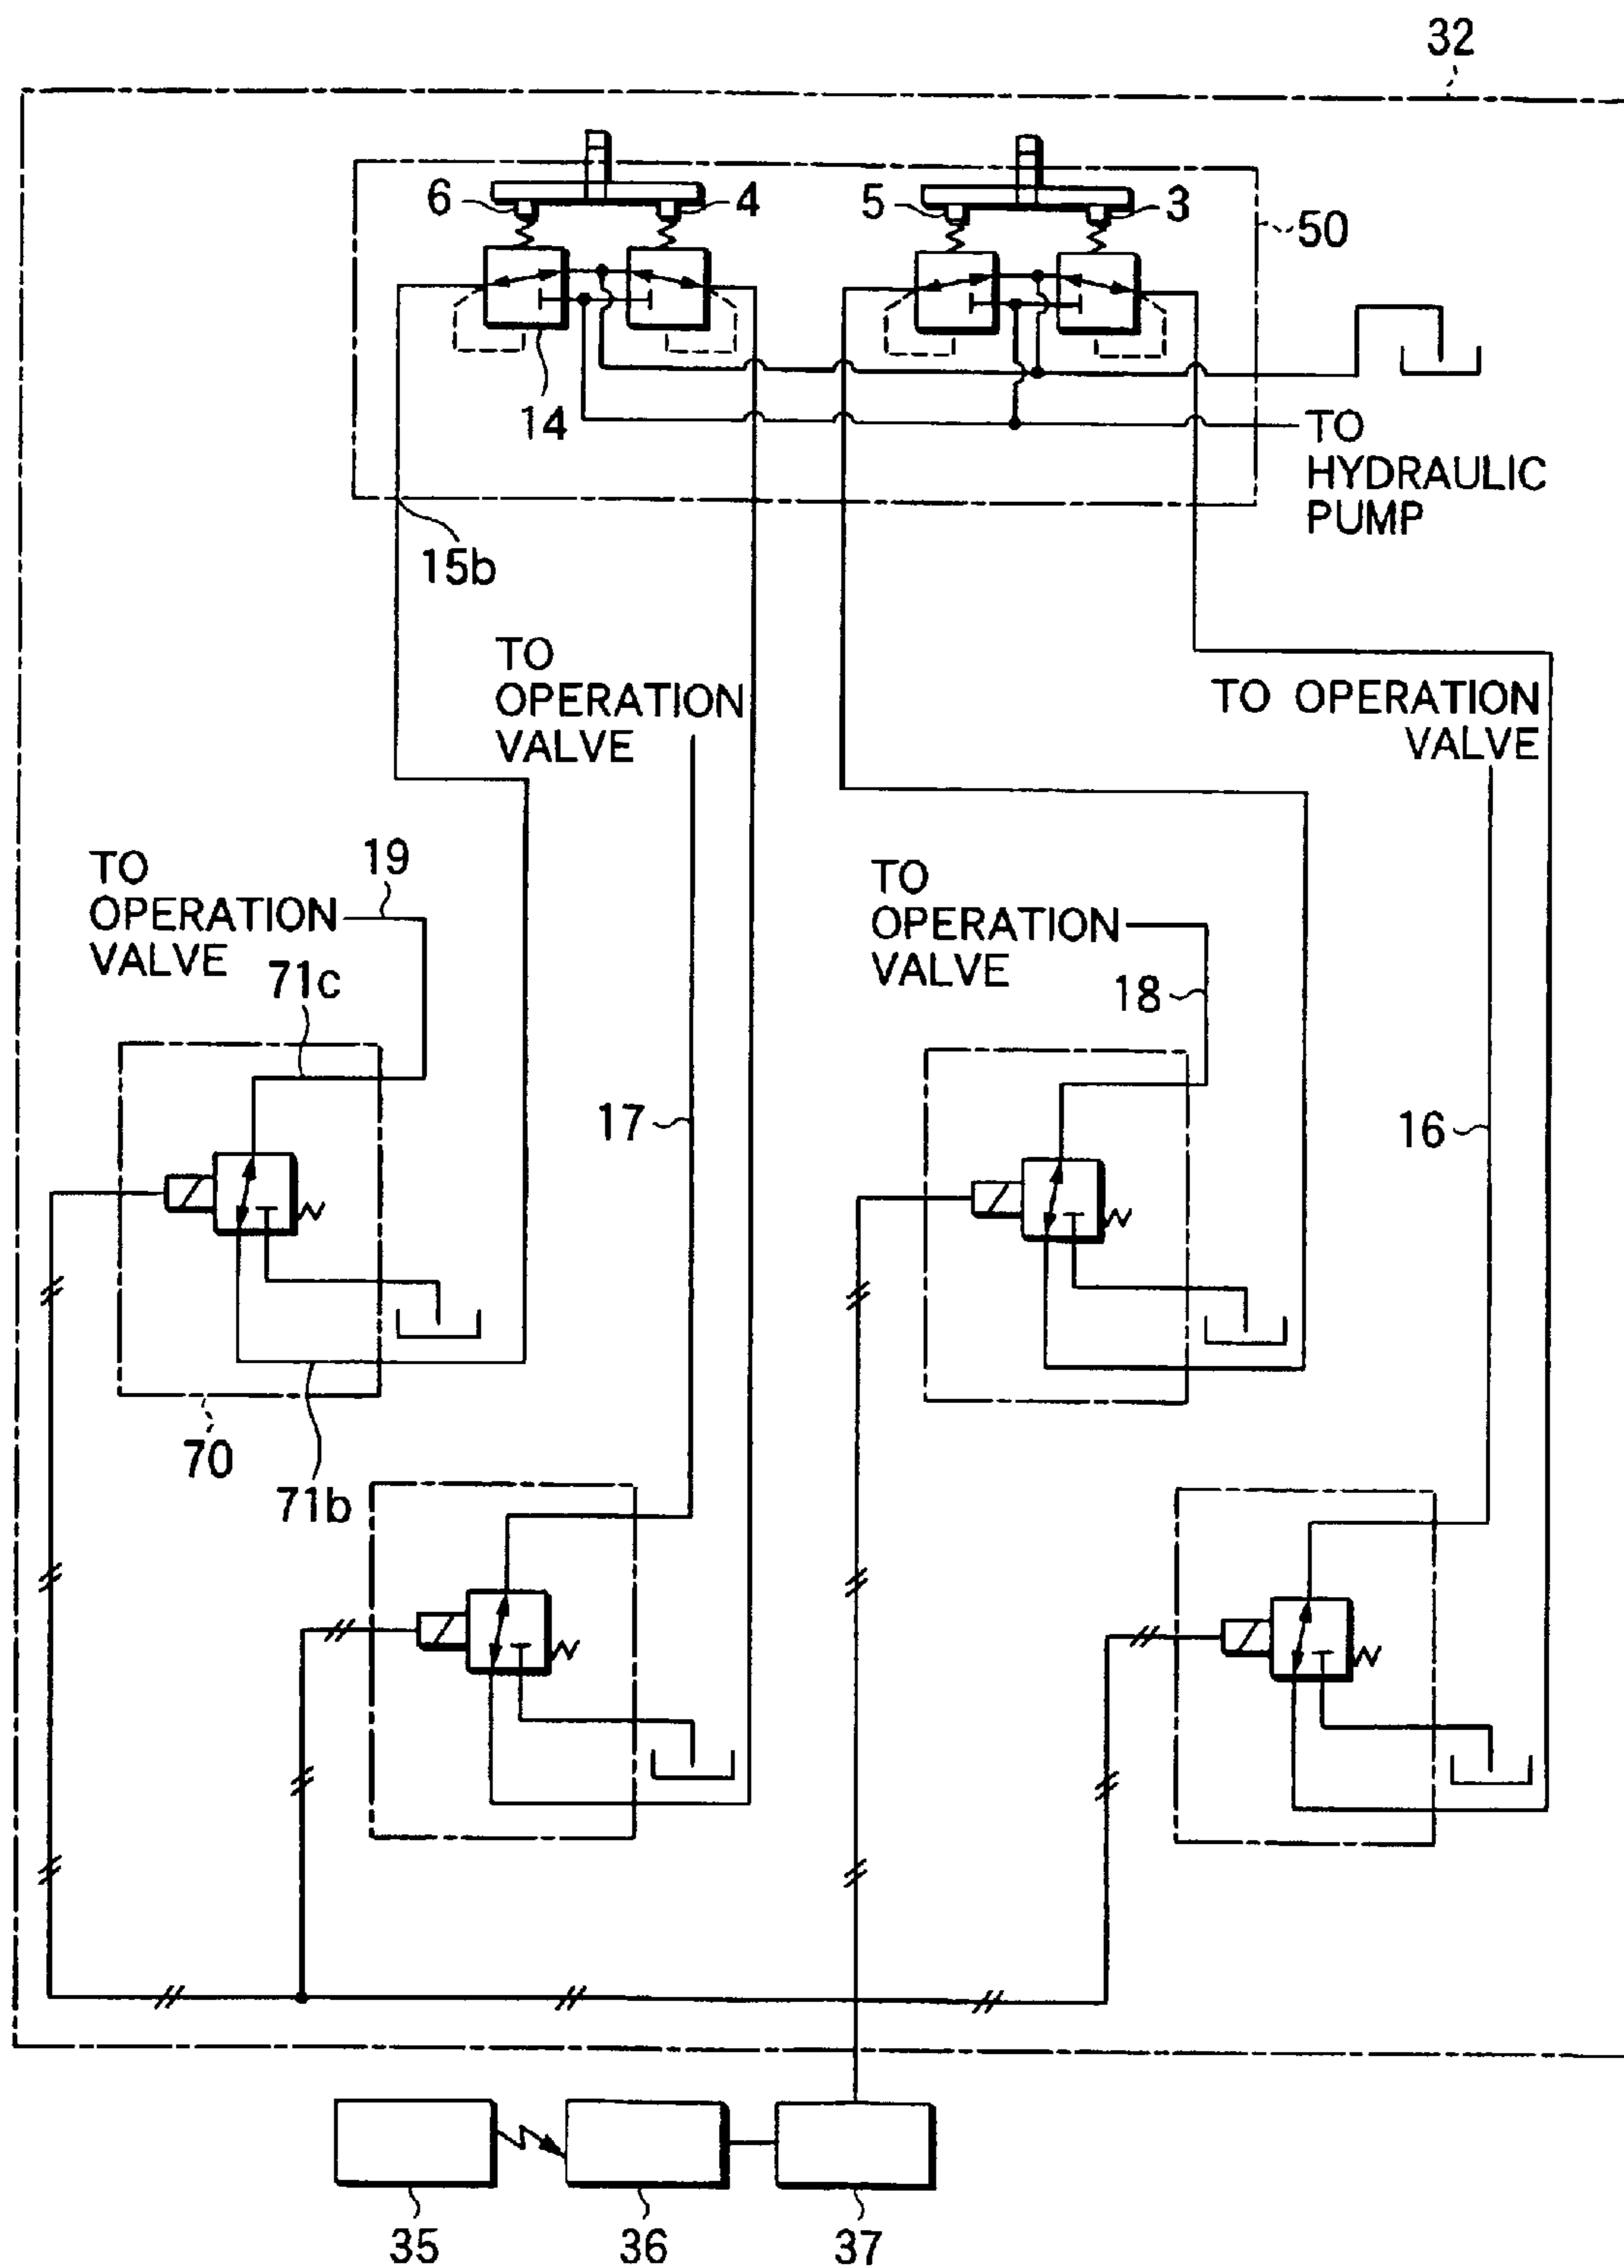 32
6
4
5
3
50
14
TO
HYDRAULIC
PUMP
15b
TO
OPERATION
VALVE
TO OPERATION
VALVE
TO
OPERATION
VALVE
19
TO
OPERATION
VALVE
71c
18
17
16
70
71b
35
36
37